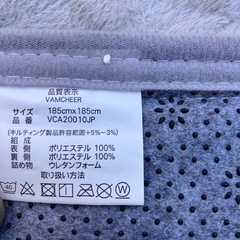 品質表示
VAMCHEER
サイズ 185cm×185cm
品番 VCA20010JP
(キルティング製品許容範囲+5%-3%)
組成
表側 ポリエステル 100%
裏側 ポリエステル 100%
詰物 ウレタンフォーム
取り扱い方法
40
W